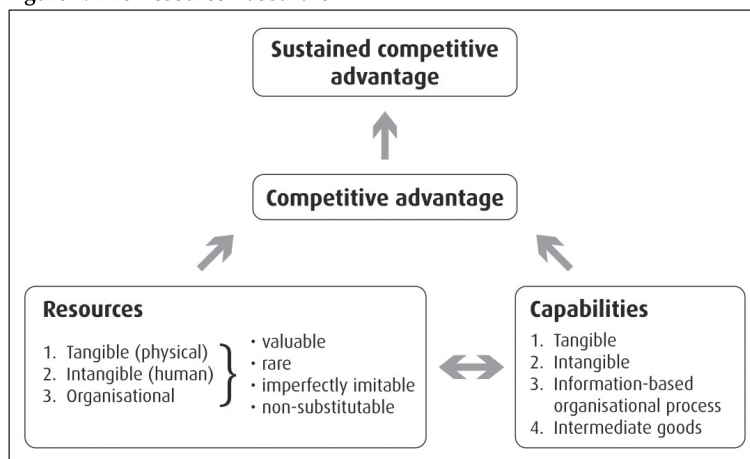 Sustained competitive
advantage
Competitive advantage
Resources
1. Tangible (physical)
2. Intangible (human)
3. Organisational
• valuable
• rare
• imperfectly imitable
• non-substitutable
Capabilities
1. Tangible
2. Intangible
3. Information-based
organisational process
4. Intermediate goods